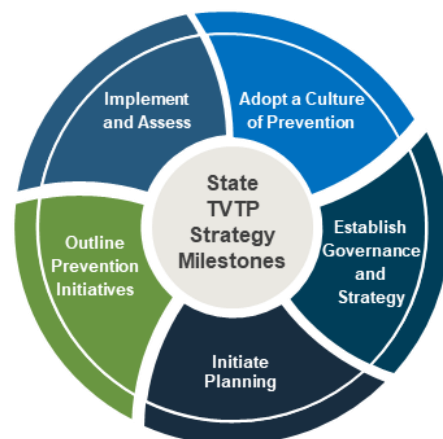 State
TVTP
Strategy
Milestones
Adopt a Culture
of Prevention
Establish
Governance
and
Strategy
Initiate
Planning
Outline
Prevention
Initiatives
Implement
and Assess